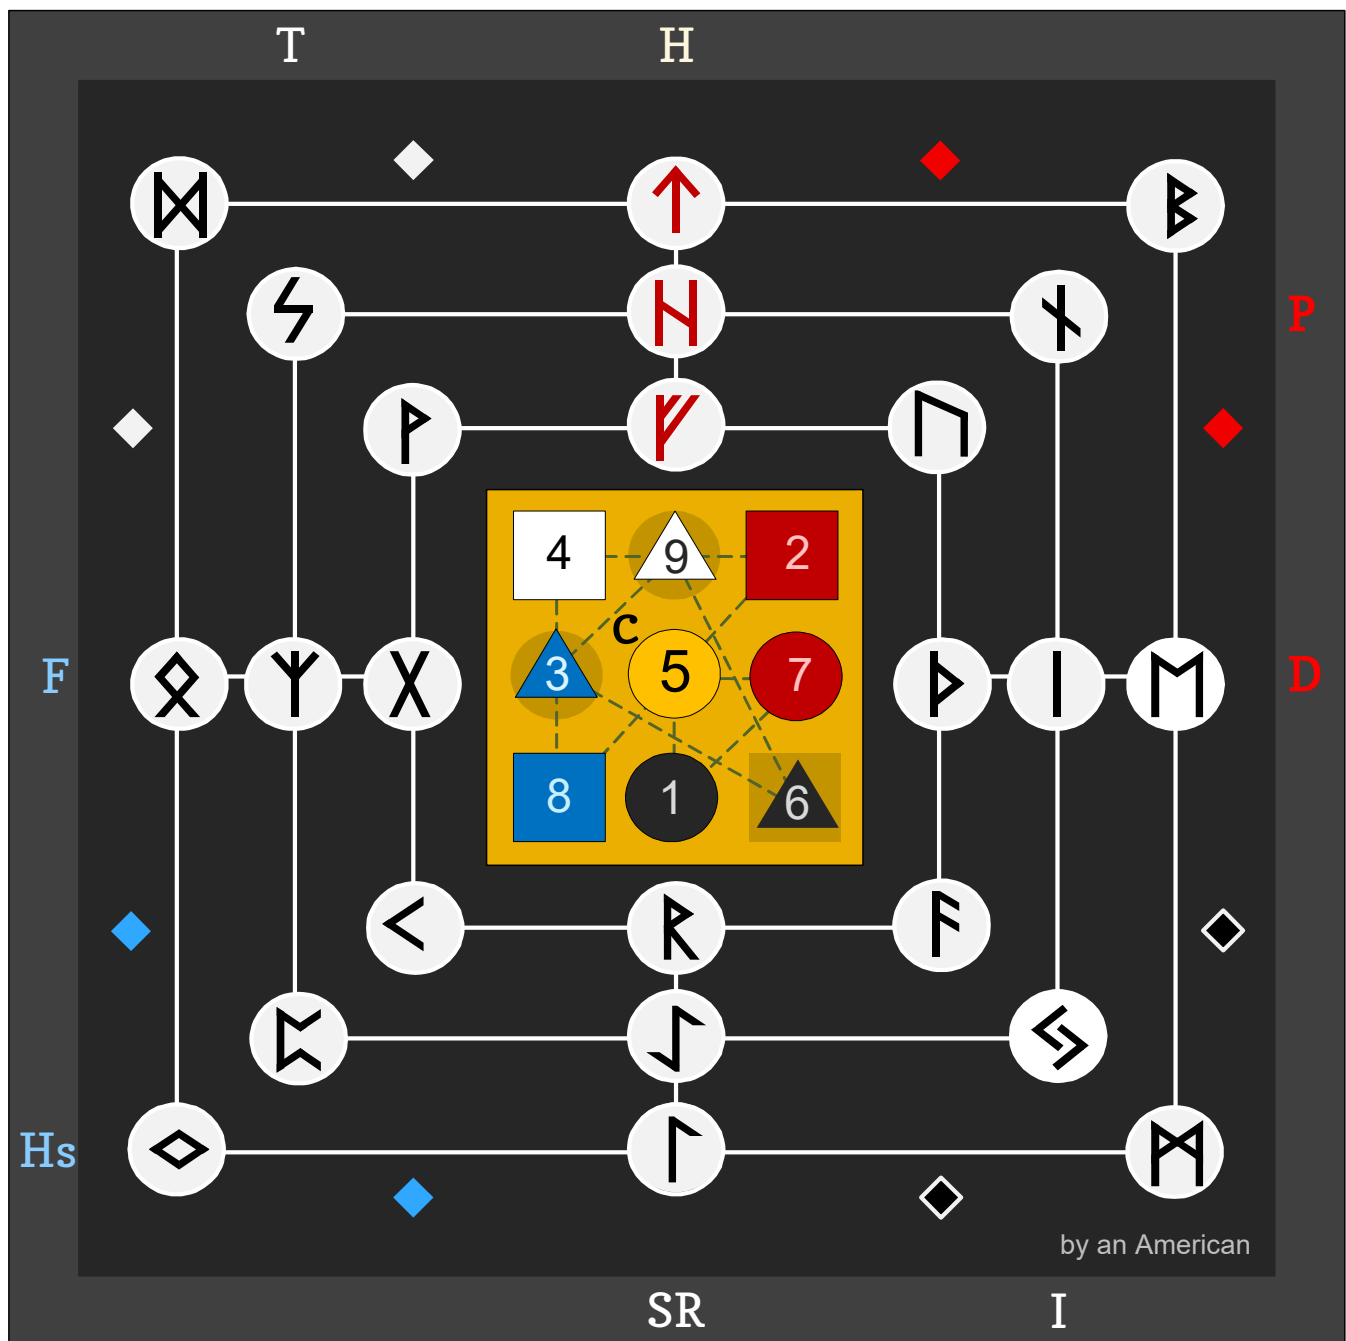 T H
ᛞ ᛏ ᛒ
ᛋ ᚺ ᚾ
P
ᚹ ᚠ ᚢ
4 9 2
c
F ᛟ ᛉ ᚷ 3 5 7 ᚦ ᛁ ᛖ D
8 1 6
ᚲ ᚱ ᚨ
ᛈ ᛇ ᛃ
Hs ᛜ ᛚ ᛗ
by an American
SR I